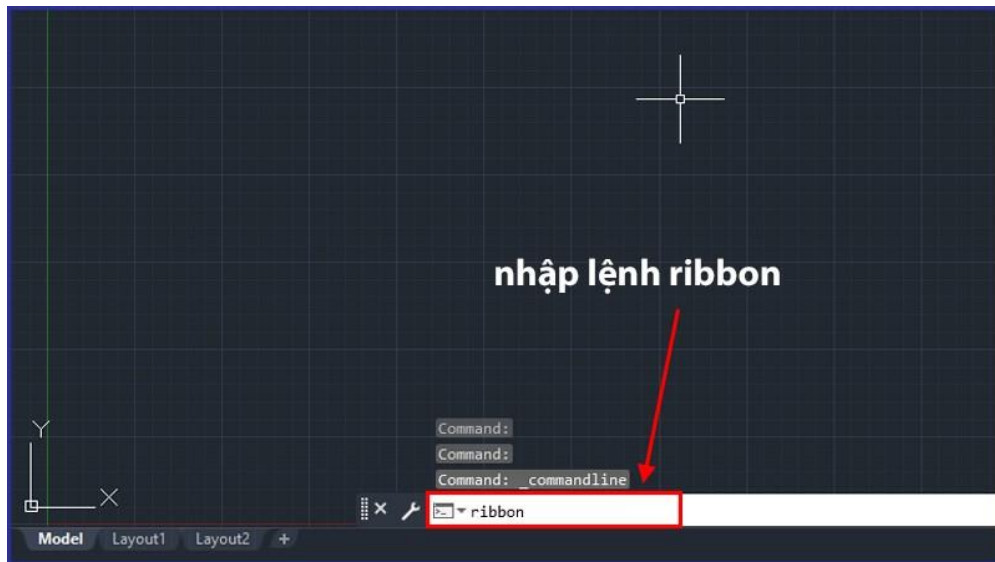 nhập lệnh ribbon
Command:
Command:
Command: _commandline
ribbon
Y
X
Model Layout1 Layout2 +